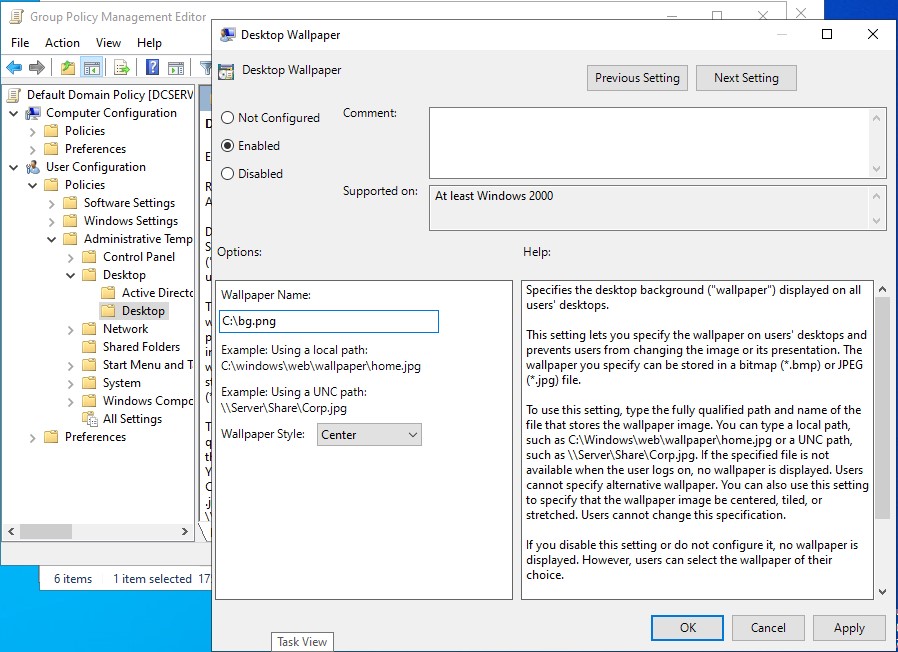 Group Policy Management Editor
File Action View Help
Default Domain Policy [DCSERV
Computer Configuration
Policies
Preferences
User Configuration
Policies
Software Settings
Windows Settings
Administrative Temp
Control Panel
Desktop
Active Directo
Desktop
Network
Shared Folders
Start Menu and T
System
Windows Compo
All Settings
Preferences
6 items 1 item selected 17
Desktop Wallpaper
Desktop Wallpaper
Previous Setting Next Setting
Not Configured
Enabled
Disabled
Comment:
Supported on:
At least Windows 2000
Options:
Help:
Wallpaper Name:
C:\bg.png
Example: Using a local path:
C:\windows\web\wallpaper\home.jpg
Example: Using a UNC path:
\\Server\Share\Corp.jpg
Wallpaper Style: Center
Specifies the desktop background ("wallpaper") displayed on all
users' desktops.
This setting lets you specify the wallpaper on users' desktops and
prevents users from changing the image or its presentation. The
wallpaper you specify can be stored in a bitmap (*.bmp) or JPEG
(*.jpg) file.
To use this setting, type the fully qualified path and name of the
file that stores the wallpaper image. You can type a local path,
such as C:\Windows\web\wallpaper\home.jpg or a UNC path,
such as \\Server\Share\Corp.jpg. If the specified file is not
available when the user logs on, no wallpaper is displayed. Users
cannot specify alternative wallpaper. You can also use this setting
to specify that the wallpaper image be centered, tiled, or
stretched. Users cannot change this specification.
If you disable this setting or do not configure it, no wallpaper is
displayed. However, users can select the wallpaper of their
choice.
OK Cancel Apply
Task View